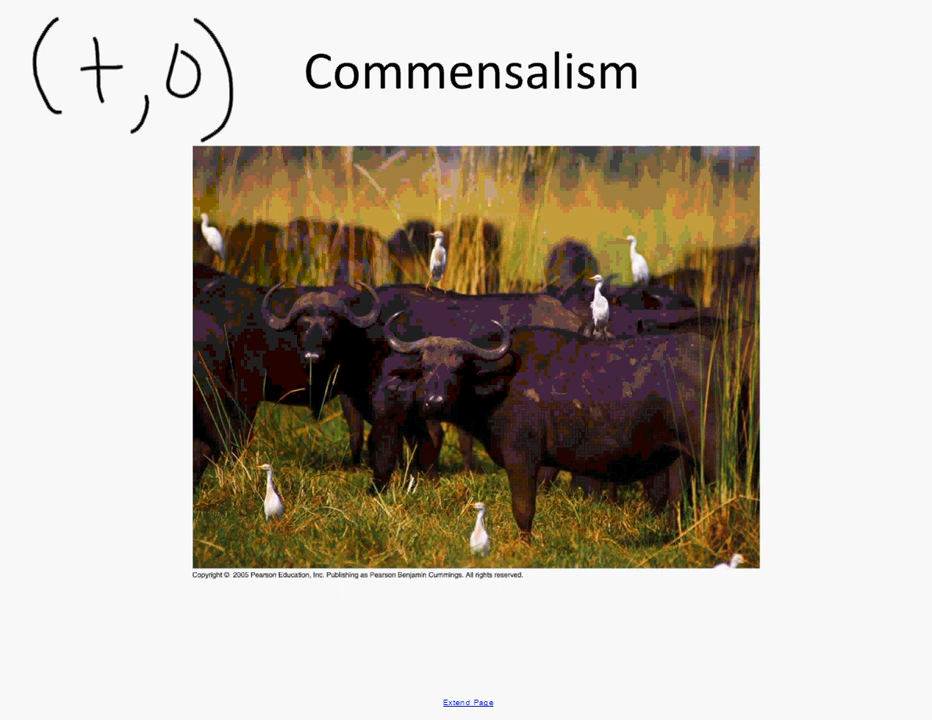 (+,0) Commensalism
Copyright © 2005 Pearson Education, Inc. Publishing as Pearson Benjamin Cummings. All rights reserved.
Extend Page